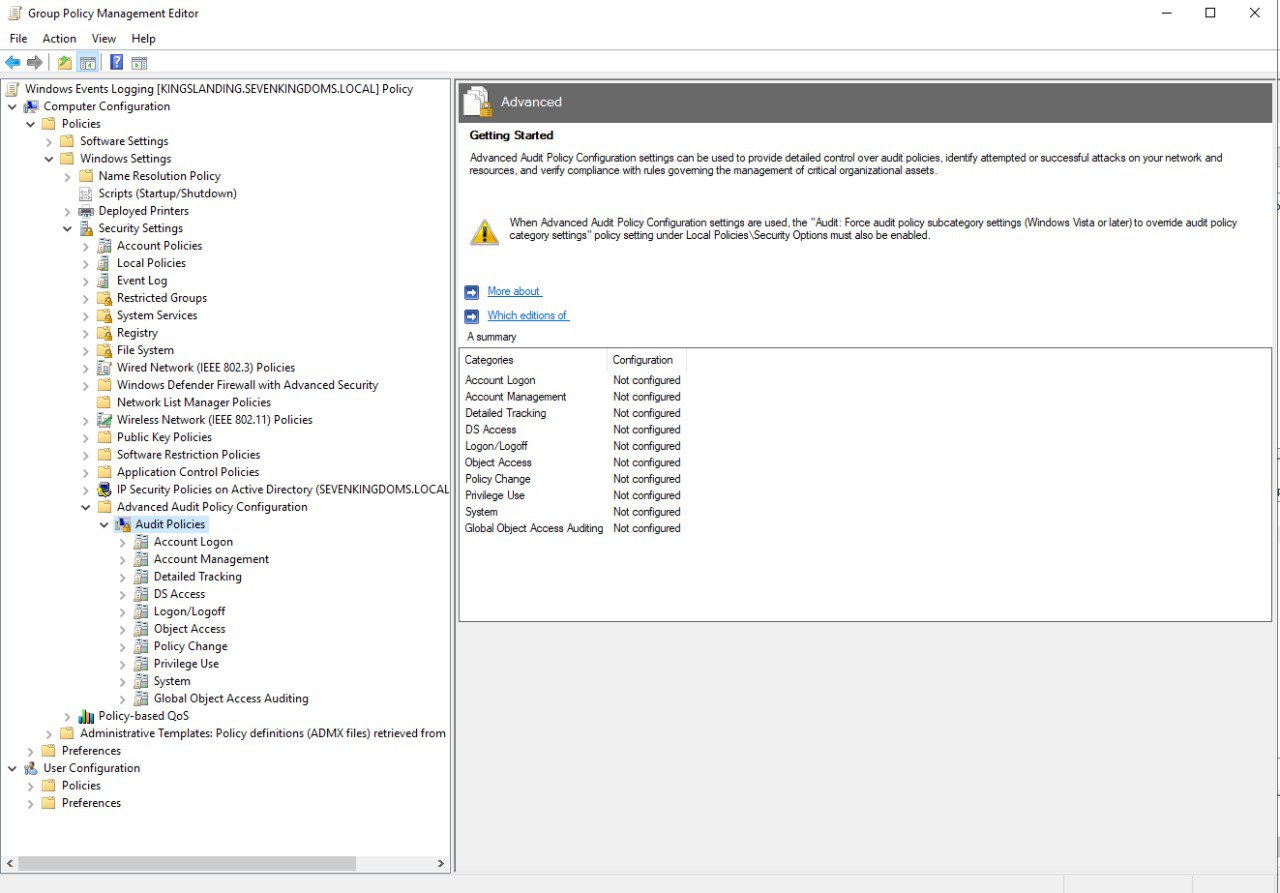 Group Policy Management Editor
File Action View Help
Windows Events Logging [KINGSLANDING.SEVENKINGDOMS.LOCAL] Policy
Computer Configuration
Policies
Software Settings
Windows Settings
Name Resolution Policy
Scripts (Startup/Shutdown)
Deployed Printers
Security Settings
Account Policies
Local Policies
Event Log
Restricted Groups
System Services
Registry
File System
Wired Network (IEEE 802.3) Policies
Windows Defender Firewall with Advanced Security
Network List Manager Policies
Wireless Network (IEEE 802.11) Policies
Public Key Policies
Software Restriction Policies
Application Control Policies
IP Security Policies on Active Directory (SEVENKINGDOMS.LOCAL
Advanced Audit Policy Configuration
Audit Policies
Account Logon
Account Management
Detailed Tracking
DS Access
Logon/Logoff
Object Access
Policy Change
Privilege Use
System
Global Object Access Auditing
Policy-based QoS
Administrative Templates: Policy definitions (ADMX files) retrieved from
Preferences
User Configuration
Policies
Preferences
Advanced
Getting Started
Advanced Audit Policy Configuration settings can be used to provide detailed control over audit policies, identify attempted or successful attacks on your network and
resources, and verify compliance with rules governing the management of critical organizational assets.
When Advanced Audit Policy Configuration settings are used, the "Audit: Force audit policy subcategory settings (Windows Vista or later) to override audit policy
category settings" policy setting under Local Policies\Security Options must also be enabled.
More about
Which editions of
A summary
Categories Configuration
Account Logon Not configured
Account Management Not configured
Detailed Tracking Not configured
DS Access Not configured
Logon/Logoff Not configured
Object Access Not configured
Policy Change Not configured
Privilege Use Not configured
System Not configured
Global Object Access Auditing Not configured